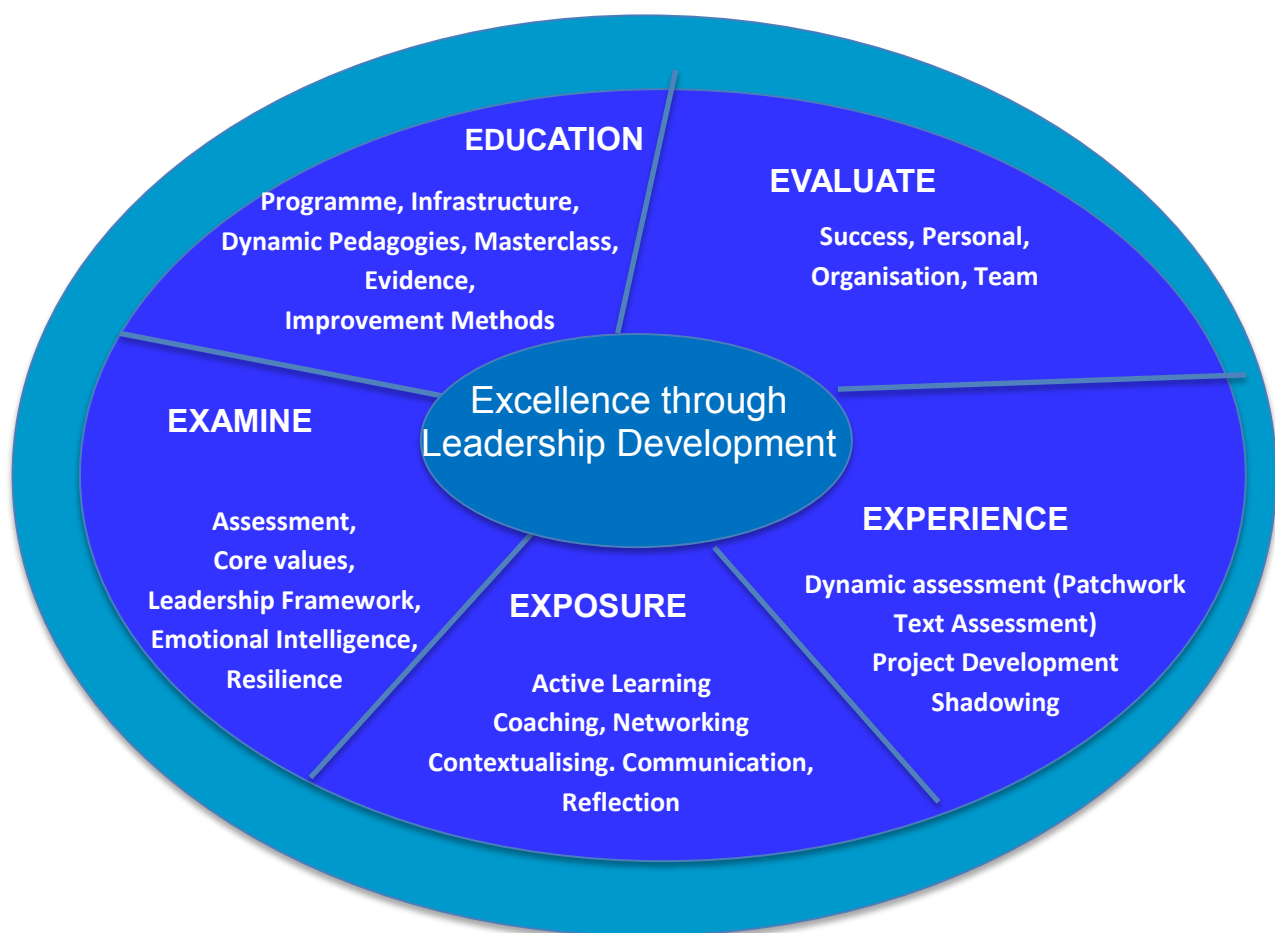 EDUCATION
Programme, Infrastructure,
Dynamic Pedagogies, Masterclass,
Evidence,
Improvement Methods
EVALUATE
Success, Personal,
Organisation, Team
Excellence through
Leadership Development
EXAMINE
Assessment,
Core values,
Leadership Framework,
Emotional Intelligence,
Resilience
EXPOSURE
Active Learning
Coaching, Networking
Contextualising. Communication,
Reflection
EXPERIENCE
Dynamic assessment (Patchwork
Text Assessment)
Project Development
Shadowing